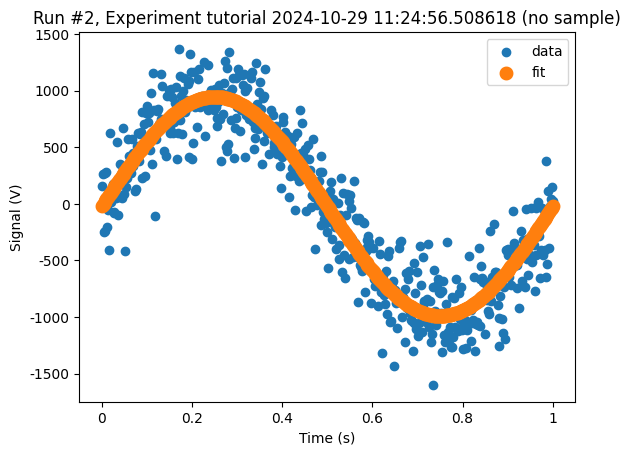 Run #2, Experiment tutorial 2024-10-29 11:24:56.508618 (no sample)
data
fit
1500
1000
500
0
-500
-1000
-1500
Signal (V)
0
0.2
0.4
0.6
0.8
1
Time (s)